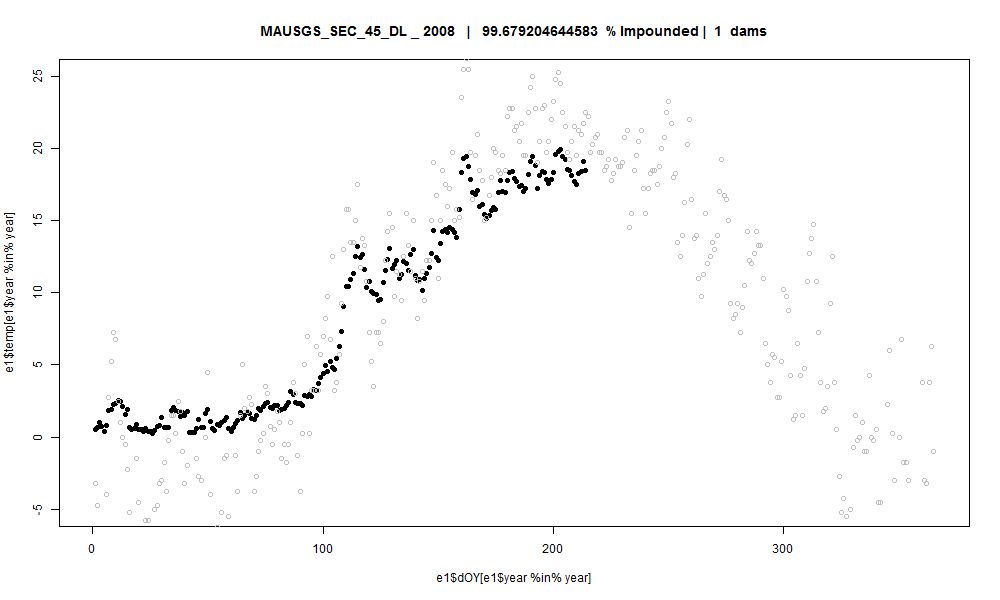 MAUSGS_SEC_45_DL _ 2008 | 99.679204644583 % Impounded | 1 dams
25
20
15
10
5
0
-5
e1$temp[e1$year %in% year]
0 100 200 300
e1$dOY[e1$year %in% year]